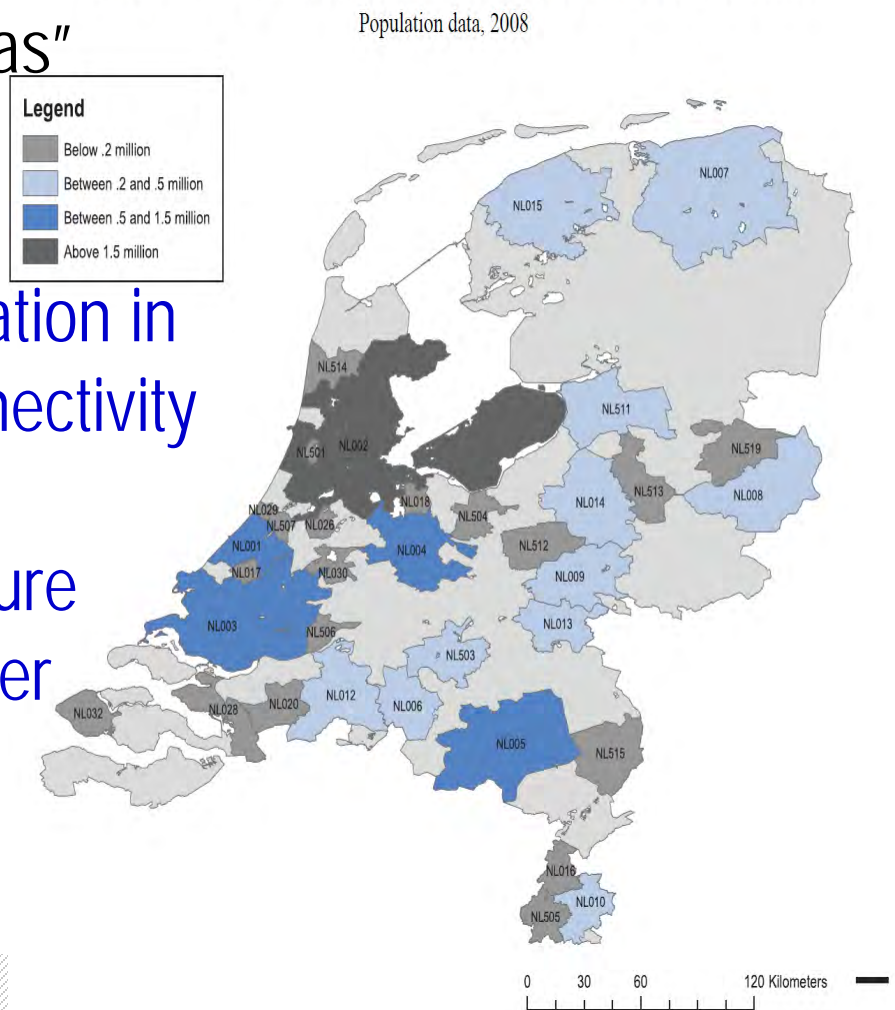 Population data, 2008
as”
Legend
Below .2 million
Between .2 and .5 million
Between .5 and 1.5 million
Above 1.5 million
ation in
nectivity
ure
er
NL007
NL015
NL514
NL511
NL501
NL002
NL519
NL513
NL008
NL018
NL014
NL029
NL507
NL026
NL504
NL001
NL004
NL512
NL017
NL030
NL009
NL003
NL506
NL013
NL503
NL012
NL006
NL020
NL028
NL032
NL005
NL515
NL016
NL010
NL505
0 30 60 120 Kilometers